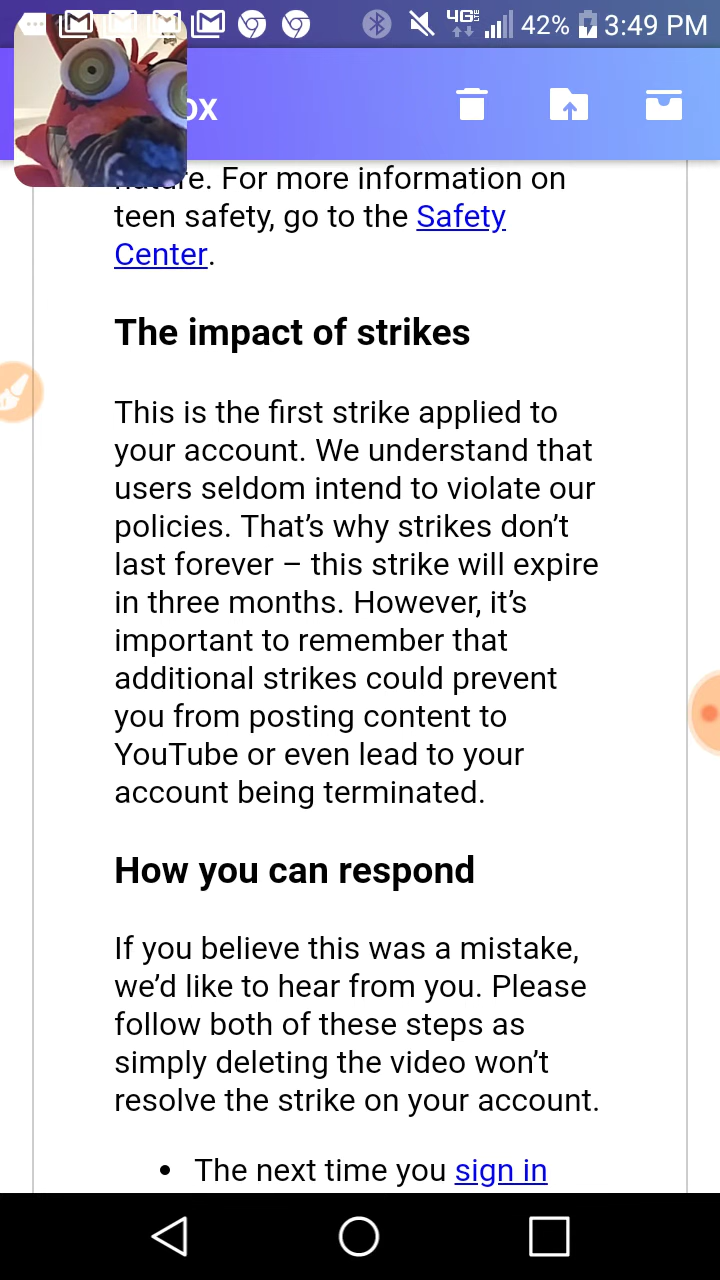 42% 3:49 PM
ox
nature. For more information on
teen safety, go to the Safety
Center.
The impact of strikes
This is the first strike applied to
your account. We understand that
users seldom intend to violate our
policies. That’s why strikes don’t
last forever – this strike will expire
in three months. However, it’s
important to remember that
additional strikes could prevent
you from posting content to
YouTube or even lead to your
account being terminated.
How you can respond
If you believe this was a mistake,
we’d like to hear from you. Please
follow both of these steps as
simply deleting the video won’t
resolve the strike on your account.
• The next time you sign in